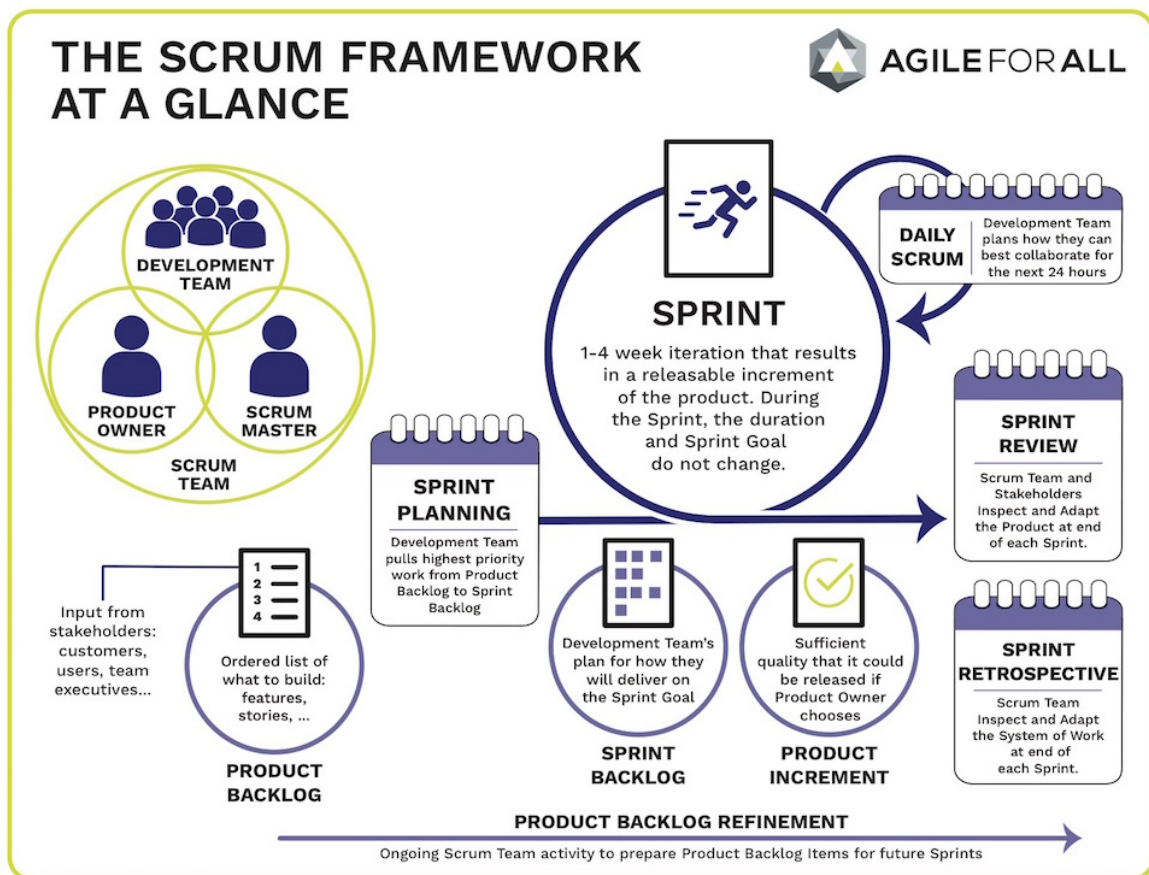 THE SCRUM FRAMEWORK
AT A GLANCE
AGILEFORALL
DEVELOPMENT
TEAM
PRODUCT
OWNER
SCRUM
MASTER
SCRUM
TEAM
SPRINT
1-4 week iteration that results
in a releasable increment
of the product. During
the Sprint, the duration
and Sprint Goal
do not change.
DAILY
SCRUM
Development Team
plans how they can
best collaborate for
the next 24 hours
SPRINT
PLANNING
Development Team
pulls highest priority
work from Product
Backlog to Sprint
Backlog
SPRINT
REVIEW
Scrum Team and
Stakeholders
Inspect and Adapt
the Product at end
of each Sprint.
Input from
stakeholders:
customers,
users, team
executives...
1
2
3
4
Ordered list of
what to build:
features,
stories, ...
PRODUCT
BACKLOG
Development Team's
plan for how they
will deliver on
the Sprint Goal
SPRINT
BACKLOG
Sufficient
quality that it could
be released if
Product Owner
chooses
PRODUCT
INCREMENT
SPRINT
RETROSPECTIVE
Scrum Team
Inspect and Adapt
the System of Work
at end of
each Sprint.
PRODUCT BACKLOG REFINEMENT
Ongoing Scrum Team activity to prepare Product Backlog Items for future Sprints